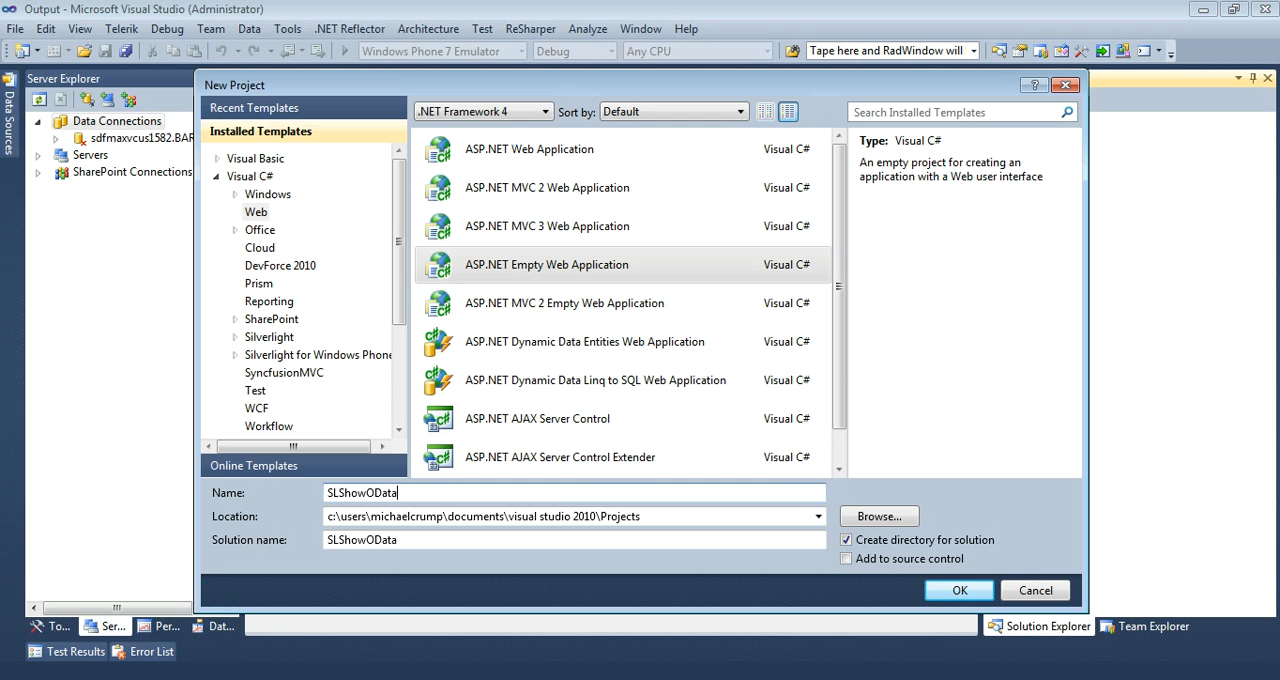 Output - Microsoft Visual Studio (Administrator)
File Edit View Telerik Debug Team Data Tools .NET Reflector Architecture Test ReSharper Analyze Window Help
Windows Phone 7 Emulator Debug Any CPU Tape here and RadWindow will
Server Explorer
Data Sources
Data Connections
sdfmaxvcus1582.BAR
Servers
SharePoint Connections
New Project
Recent Templates
Installed Templates
Visual Basic
Visual C#
Windows
Web
Office
Cloud
DevForce 2010
Prism
Reporting
SharePoint
Silverlight
Silverlight for Windows Phone
SyncfusionMVC
Test
WCF
Workflow
Online Templates
.NET Framework 4 Sort by: Default
ASP.NET Web Application Visual C#
ASP.NET MVC 2 Web Application Visual C#
ASP.NET MVC 3 Web Application Visual C#
ASP.NET Empty Web Application Visual C#
ASP.NET MVC 2 Empty Web Application Visual C#
ASP.NET Dynamic Data Entities Web Application Visual C#
ASP.NET Dynamic Data Linq to SQL Web Application Visual C#
ASP.NET AJAX Server Control Visual C#
ASP.NET AJAX Server Control Extender Visual C#
Search Installed Templates
Type: Visual C#
An empty project for creating an
application with a Web user interface
Name: SLShowOData
Location: c:\users\michaelcrump\documents\visual studio 2010\Projects Browse...
Solution name: SLShowOData Create directory for solution
Add to source control
OK Cancel
To... Ser... Per... Dat... Solution Explorer Team Explorer
Test Results Error List